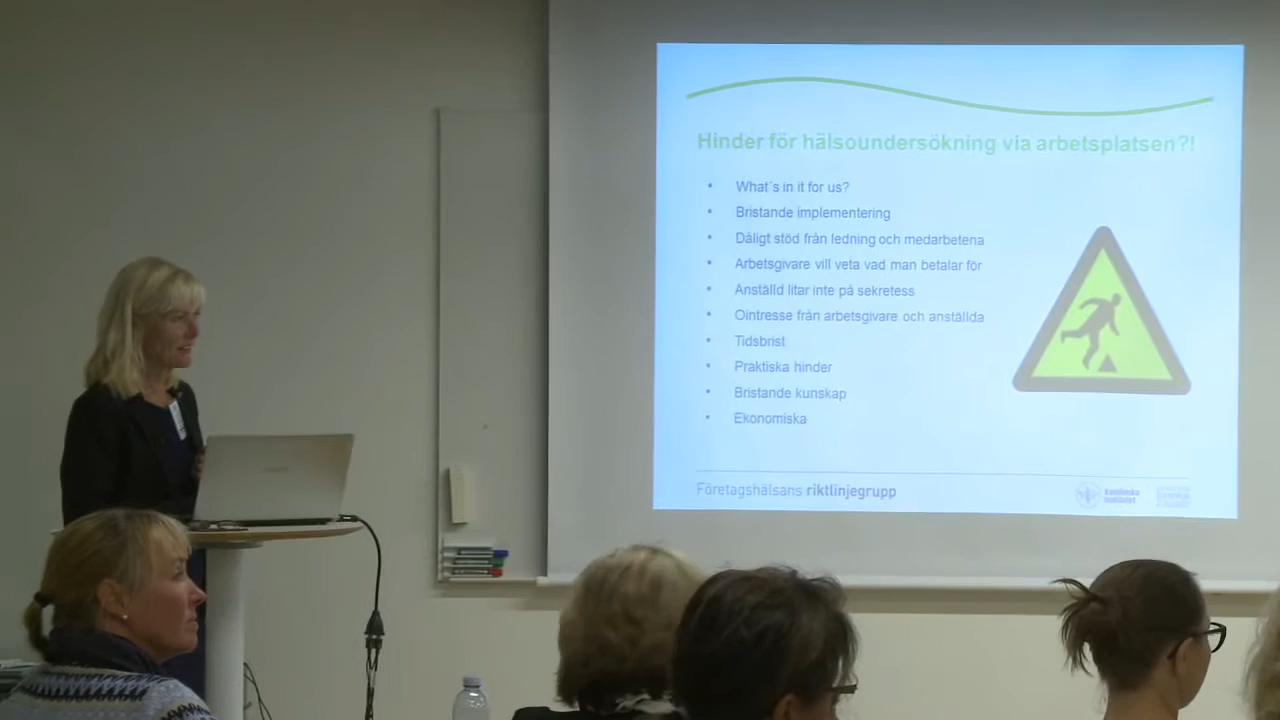 Hinder för hälsoundersökning via arbetsplatsen?!
• What´s in it for us?
• Bristande implementering
• Dåligt stöd från ledning och medarbetena
• Arbetsgivare vill veta vad man betalar för
• Anställd litar inte på sekretess
• Ointresse från arbetsgivare och anställda
• Tidsbrist
• Praktiska hinder
• Bristande kunskap
• Ekonomiska
Företagshälsans riktlinjegrupp
Karolinska
Institutet